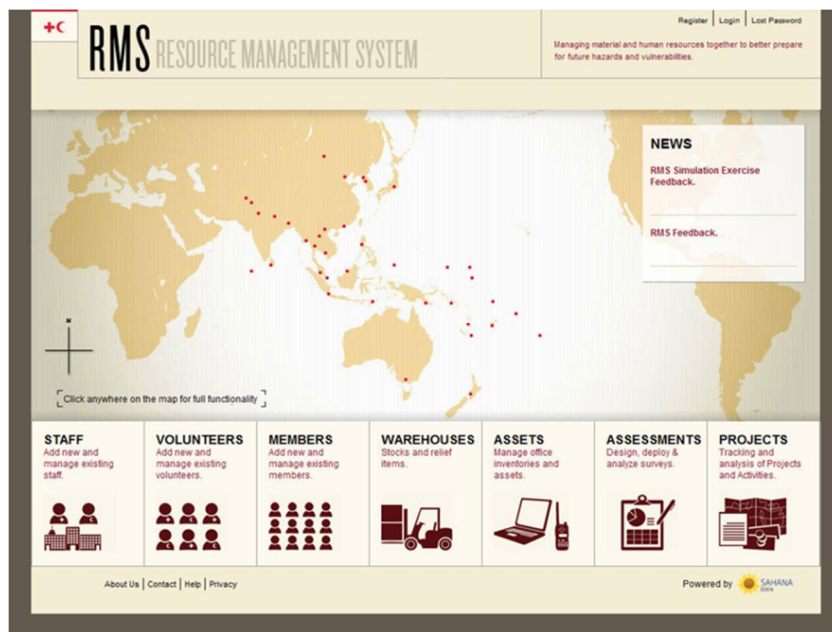 Register | Login | Lost Password
RMS RESOURCE MANAGEMENT SYSTEM
Managing material and human resources together to better prepare
for future hazards and vulnerabilities.
NEWS
RMS Simulation Exercise
Feedback.
RMS Feedback.
N
Click anywhere on the map for full functionality
STAFF
Add new and
manage existing
staff.
VOLUNTEERS
Add new and
manage existing
volunteers.
MEMBERS
Add new and
manage existing
members.
WAREHOUSES
Stocks and relief
items.
ASSETS
Manage office
inventories and
assets.
ASSESSMENTS
Design, deploy &
analyze surveys.
PROJECTS
Tracking and
analysis of Projects
and Activities.
About Us | Contact | Help | Privacy
Powered by SAHANA
EDEN